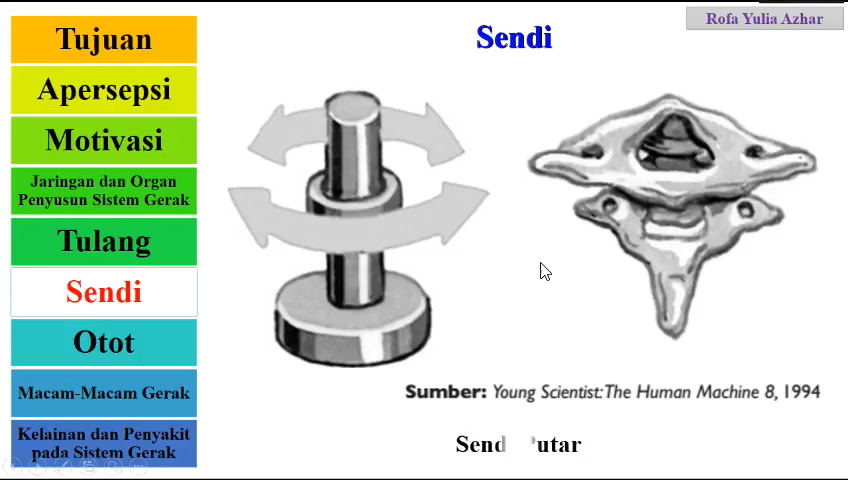 Rofa Yulia Azhar
Sendi
Tujuan
Apersepsi
Motivasi
Jaringan dan Organ
Penyusun Sistem Gerak
Tulang
Sendi
Otot
Macam-Macam Gerak
Kelainan dan Penyakit
pada Sistem Gerak
Sumber: Young Scientist: The Human Machine 8, 1994